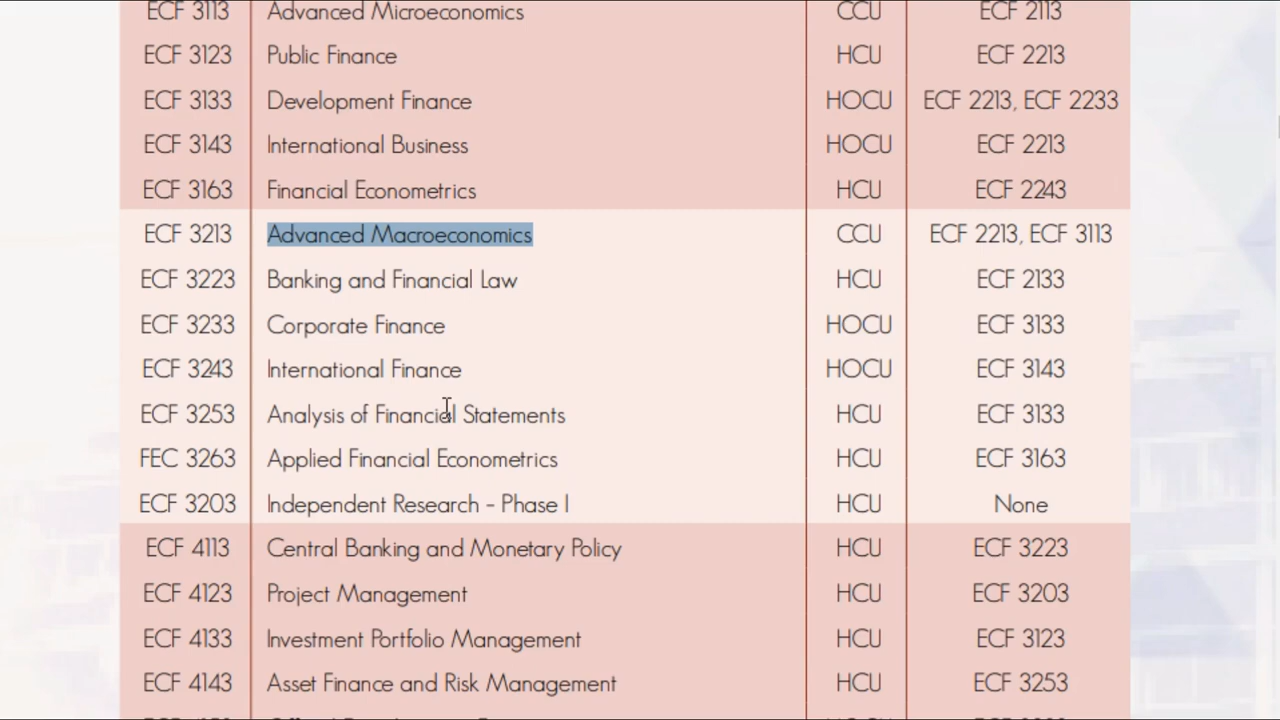 ECF 3113 Advanced Microeconomics CCU ECF 2113
ECF 3123 Public Finance HCU ECF 2213
ECF 3133 Development Finance HOCU ECF 2213, ECF 2233
ECF 3143 International Business HOCU ECF 2213
ECF 3163 Financial Econometrics HCU ECF 2243
ECF 3213 Advanced Macroeconomics CCU ECF 2213, ECF 3113
ECF 3223 Banking and Financial Law HCU ECF 2133
ECF 3233 Corporate Finance HOCU ECF 3133
ECF 3243 International Finance HOCU ECF 3143
ECF 3253 Analysis of Financial Statements HCU ECF 3133
FEC 3263 Applied Financial Econometrics HCU ECF 3163
ECF 3203 Independent Research – Phase I HCU None
ECF 4113 Central Banking and Monetary Policy HCU ECF 3223
ECF 4123 Project Management HCU ECF 3203
ECF 4133 Investment Portfolio Management HCU ECF 3123
ECF 4143 Asset Finance and Risk Management HCU ECF 3253